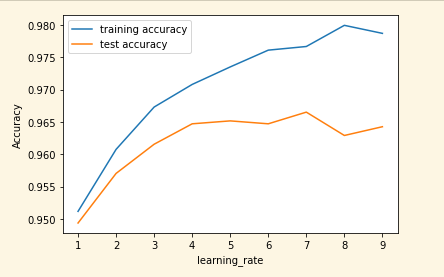 training accuracy
test accuracy
0.980
0.975
0.970
0.965
0.960
0.955
0.950
Accuracy
1 2 3 4 5 6 7 8 9
learning_rate